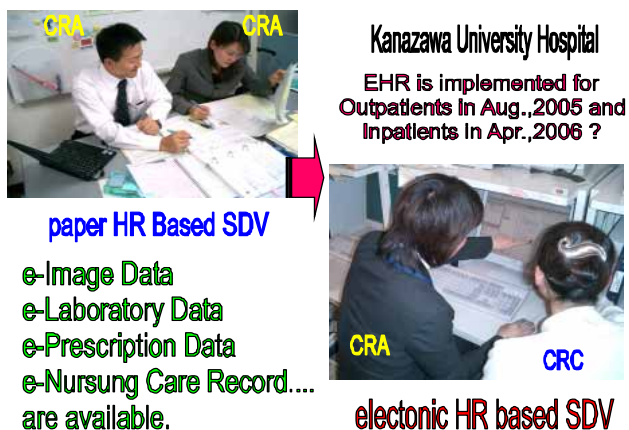 CRA CRA
paper HR Based SDV
e-Image Data
e-Laboratory Data
e-Prescription Data
e-Nursung Care Record....
are available.
Kanazawa University Hospital
EHR is implemented for
Outpatients in Aug.,2005 and
Inpatients in Apr.,2006 ?
CRA
CRC
electonic HR based SDV